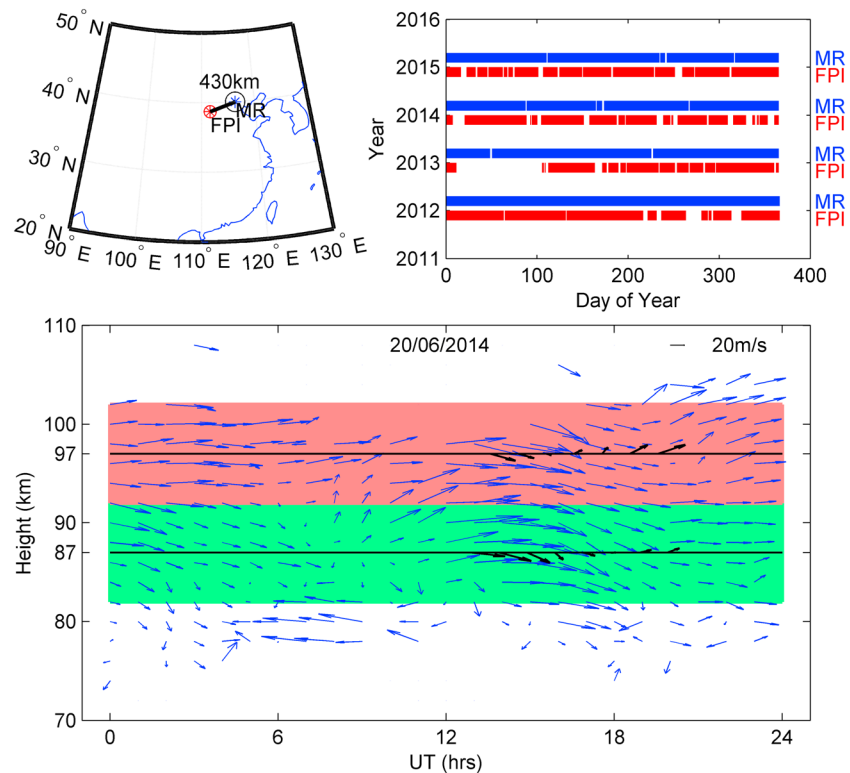 50° N
40° N
30° N
20° N
90° E
100° E
110° E
120° E
130° E
430km
MR
FPI
2016
2015
2014
2013
2012
2011
Year
0
100
200
300
400
Day of Year
MR
FPI
MR
FPI
MR
FPI
MR
FPI
110
100
97
90
87
80
70
Height (km)
20/06/2014
20m/s
0
6
12
18
24
UT (hrs)